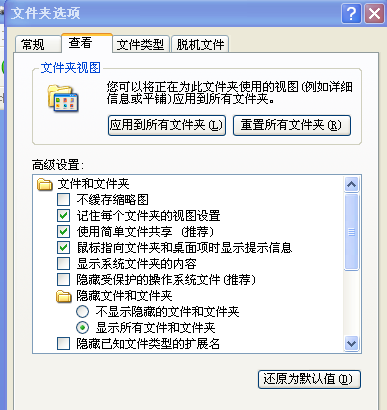 文件夹选项
常规
查看
文件类型
脱机文件
文件夹视图
您可以将正在为此文件夹使用的视图(例如详细
信息或平铺)应用到所有文件夹。
应用到所有文件夹(L)
重置所有文件夹(R)
高级设置:
文件和文件夹
不缓存缩略图
记住每个文件夹的视图设置
使用简单文件共享 (推荐)
鼠标指向文件夹和桌面项时显示提示信息
显示系统文件夹的内容
隐藏受保护的操作系统文件(推荐)
隐藏文件和文件夹
不显示隐藏的文件和文件夹
显示所有文件和文件夹
隐藏已知文件类型的扩展名
还原为默认值(D)